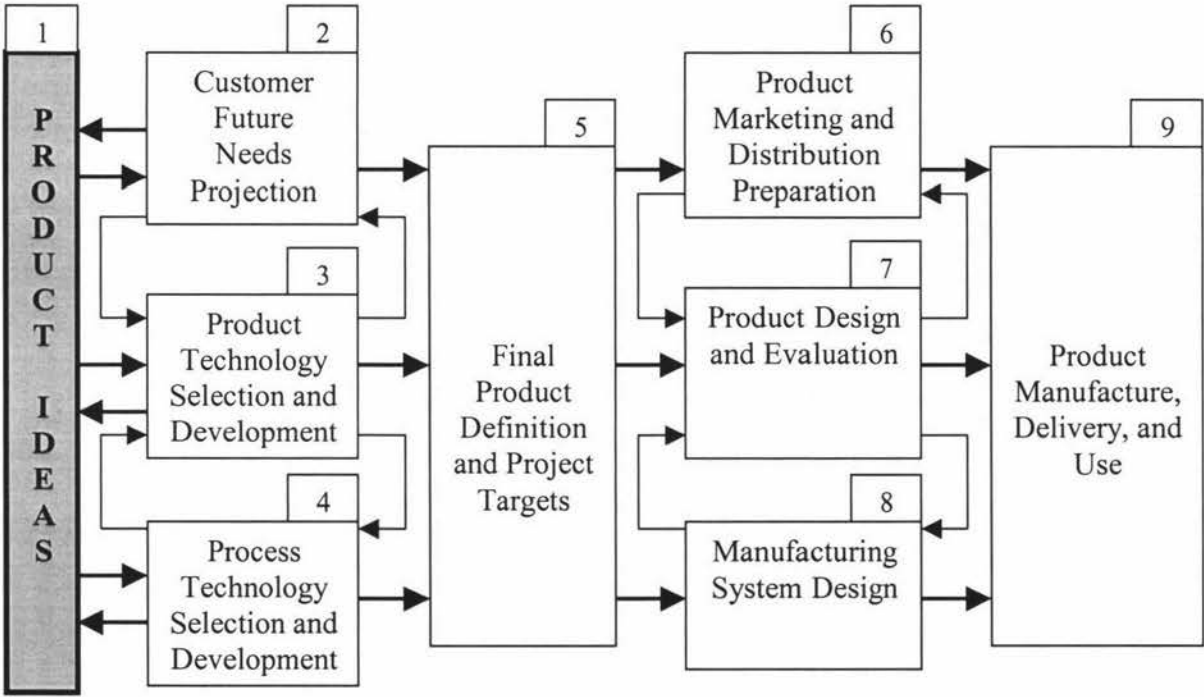 1
PRODUCT IDEAS
2
Customer
Future
Needs
Projection
3
Product
Technology
Selection and
Development
4
Process
Technology
Selection and
Development
5
Final
Product
Definition
and Project
Targets
6
Product
Marketing and
Distribution
Preparation
7
Product Design
and Evaluation
8
Manufacturing
System Design
9
Product
Manufacture,
Delivery, and
Use